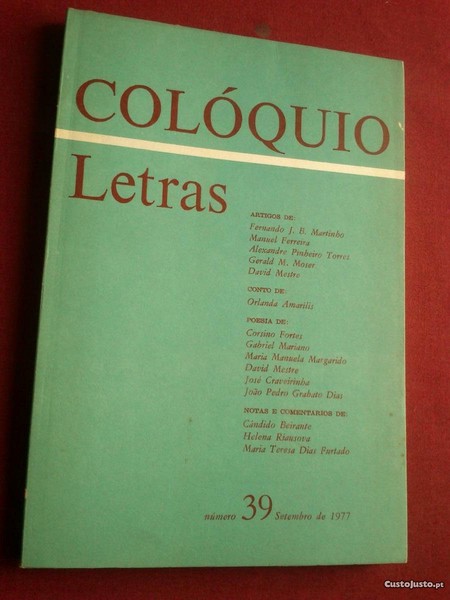 COLÓQUIO
Letras
ARTIGOS DE:
Fernando J. B. Martinho
Manuel Ferreira
Alexandre Pinheiro Torres
Gerald M. Moser
David Mestre
CONTO DE:
Orlanda Amarílis
POESIA DE:
Corsino Fortes
Gabriel Mariano
Maria Manuela Margarido
David Mestre
José Craveirinha
João Pedro Grabato Dias
NOTAS E COMENTÁRIOS DE:
Cândido Beirante
Helena Riausova
Maria Teresa Dias Furtado
número 39 Setembro de 1977
CustoJusto.pt